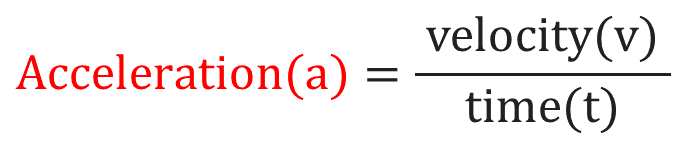 Acceleration(a) = velocity(v)
time(t)